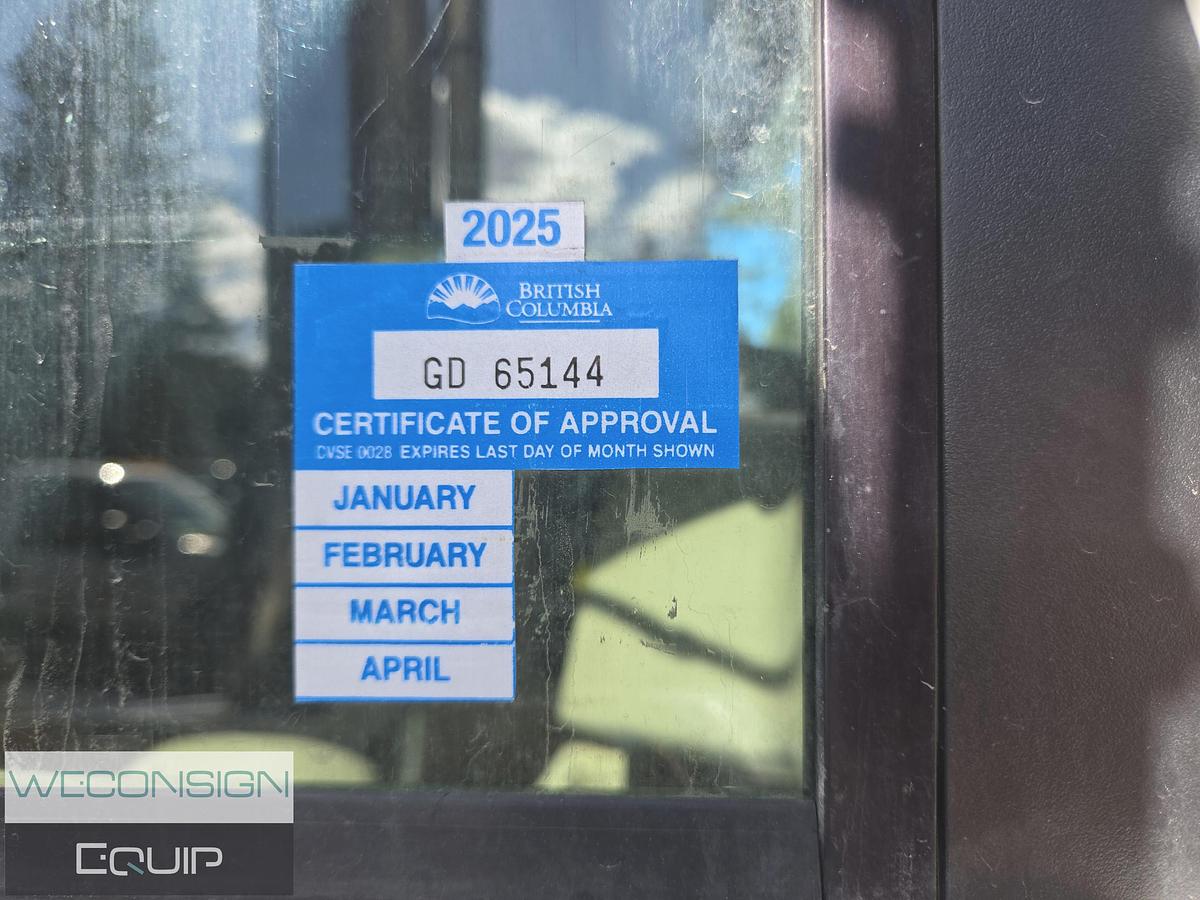 2025
BRITISH
COLUMBIA
GD 65144
CERTIFICATE OF APPROVAL
CVSE 0028 EXPIRES LAST DAY OF MONTH SHOWN
JANUARY
FEBRUARY
MARCH
APRIL
WECONSIGN
EQUIP